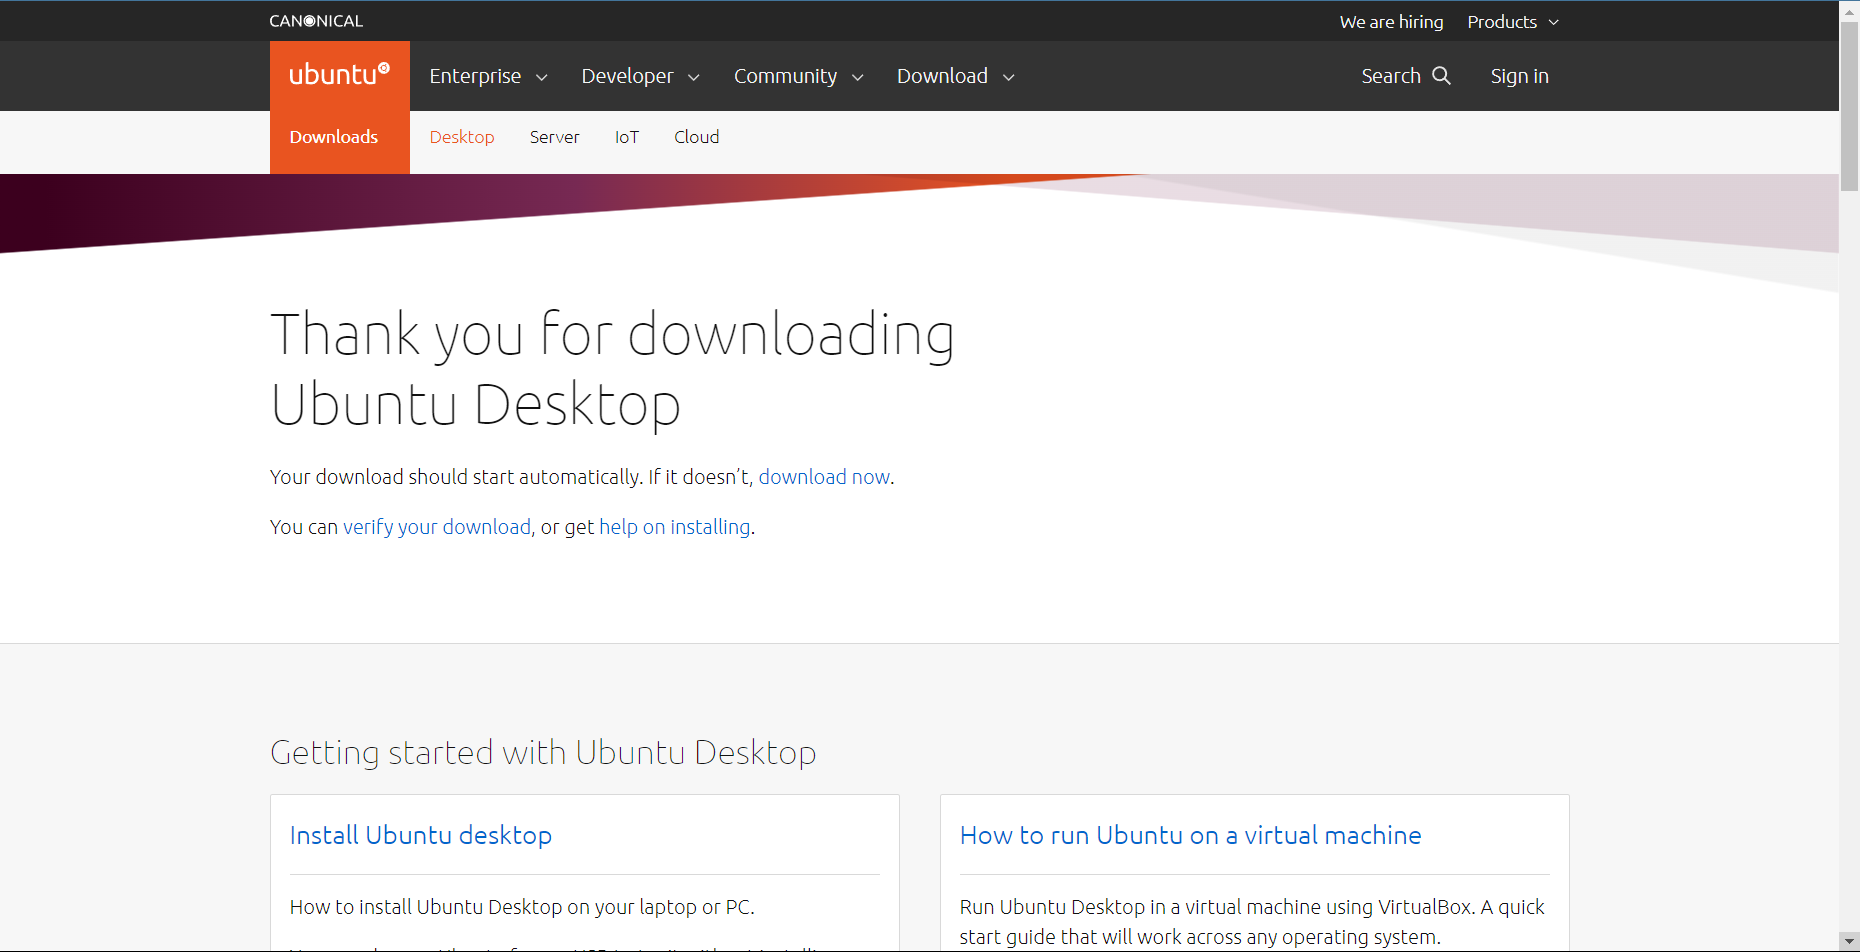 CANONICAL
We are hiring
Products
ubuntu
Enterprise
Developer
Community
Download
Search
Sign in
Downloads
Desktop
Server
IoT
Cloud
Thank you for downloading
Ubuntu Desktop
Your download should start automatically. If it doesn’t, download now.
You can verify your download, or get help on installing.
Getting started with Ubuntu Desktop
Install Ubuntu desktop
How to install Ubuntu Desktop on your laptop or PC.
How to run Ubuntu on a virtual machine
Run Ubuntu Desktop in a virtual machine using VirtualBox. A quick
start guide that will work across any operating system.